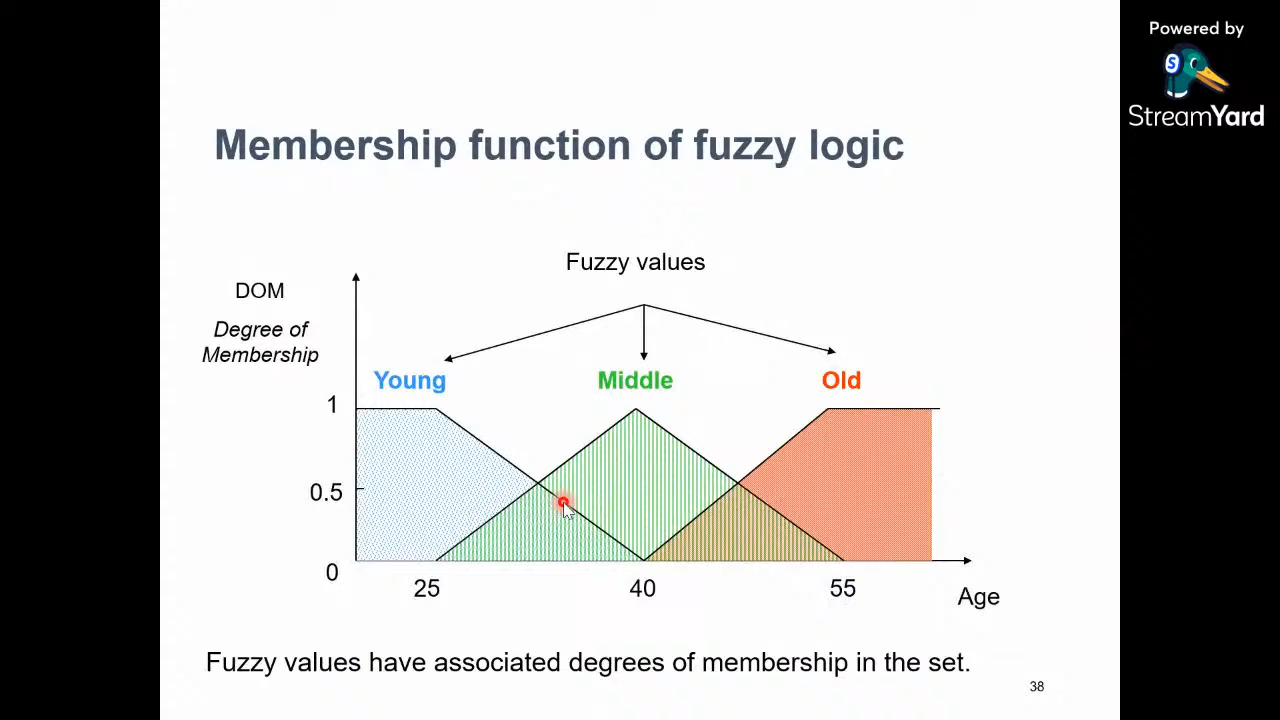 Powered by
S
StreamYard
Membership function of fuzzy logic
Fuzzy values
DOM
Degree of
Membership
Young
Middle
Old
1
0.5
0
25
40
55
Age
Fuzzy values have associated degrees of membership in the set.
38